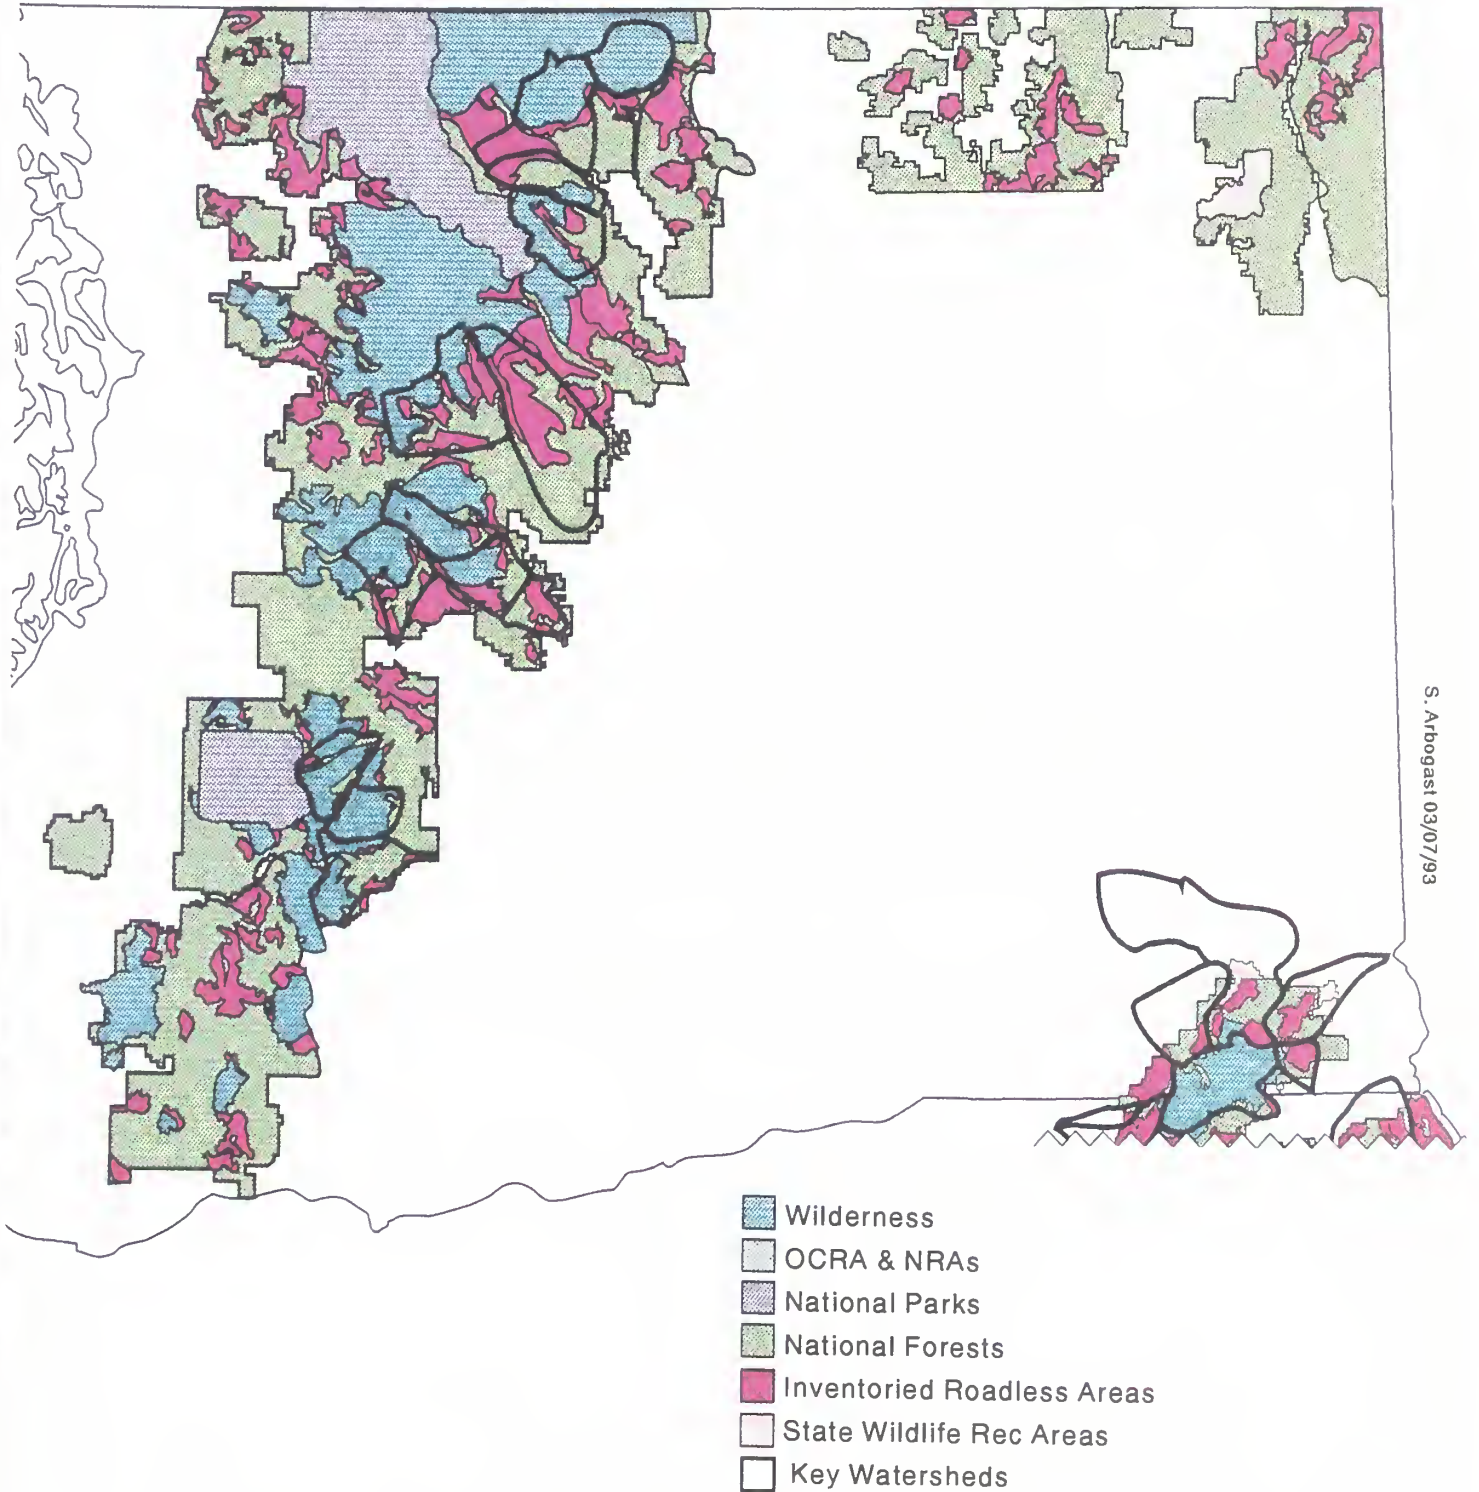 S. Arbogast 03/07/93
Wilderness
OCRA & NRAs
National Parks
National Forests
Inventoried Roadless Areas
State Wildlife Rec Areas
Key Watersheds